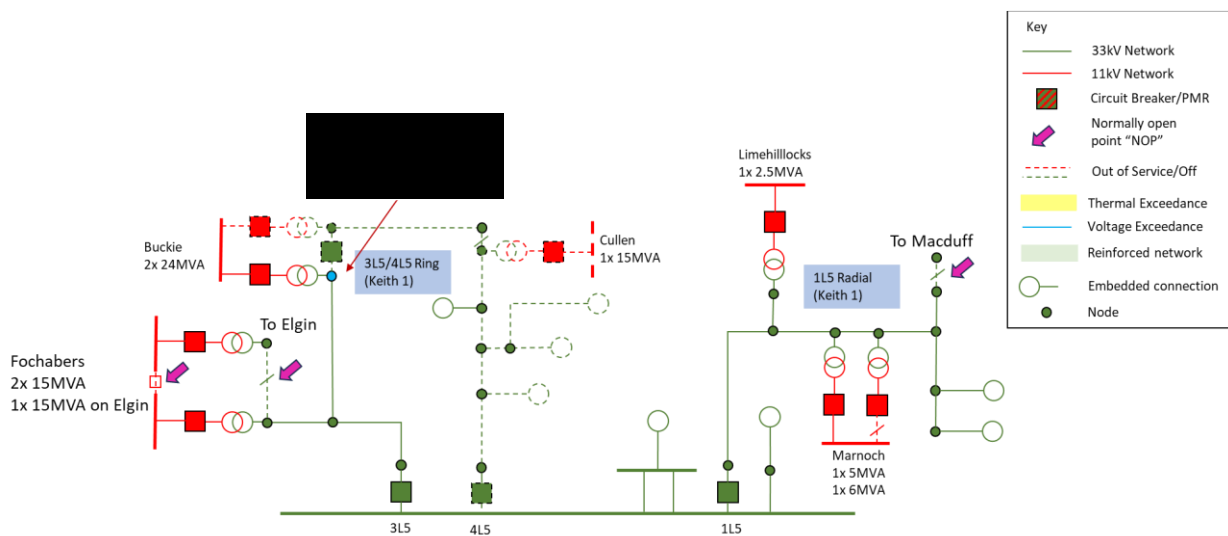 Key
33kV Network
11kV Network
Circuit Breaker/PMR
Normally open
point “NOP”
Out of Service/Off
Thermal Exceedance
Voltage Exceedance
Reinforced network
Embedded connection
Node
Limehilllocks
1x 2.5MVA
Buckie
2x 24MVA
3L5/4L5 Ring
(Keith 1)
Cullen
1x 15MVA
To Macduff
1L5 Radial
(Keith 1)
To Elgin
Fochabers
2x 15MVA
1x 15MVA on Elgin
Marnoch
1x 5MVA
1x 6MVA
3L5
4L5
1L5